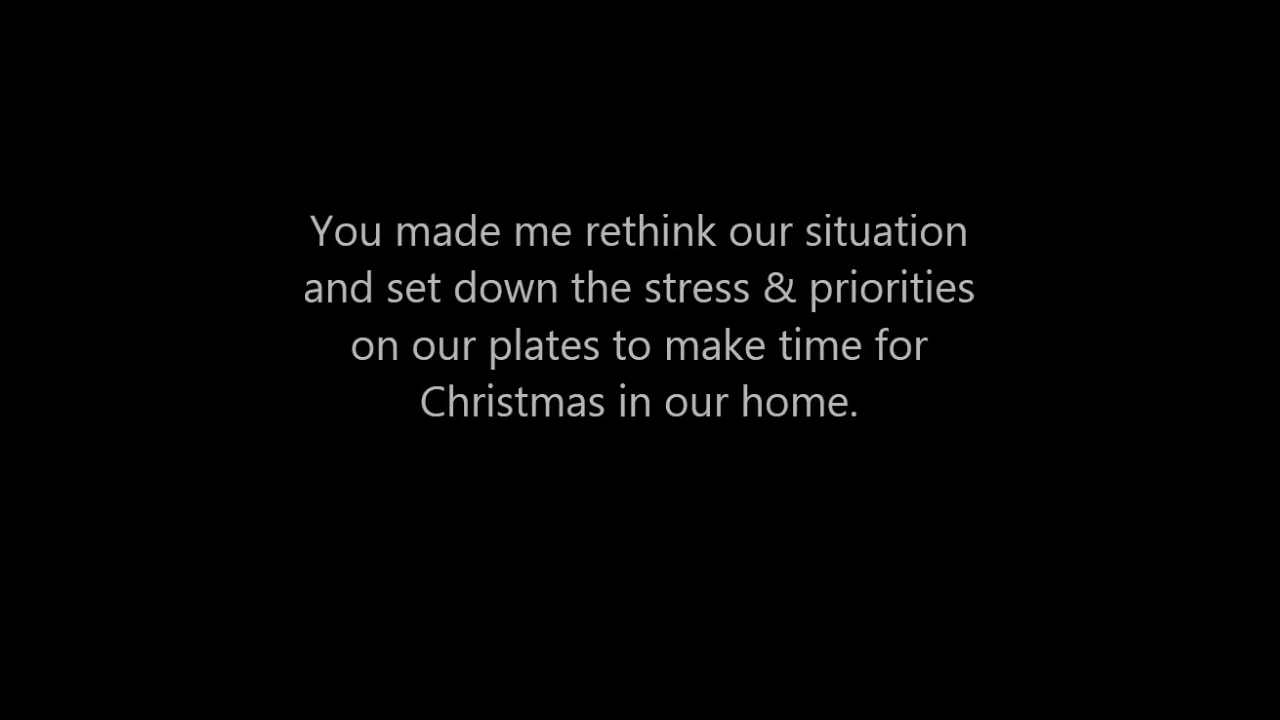 You made me rethink our situation
and set down the stress & priorities
on our plates to make time for
Christmas in our home.